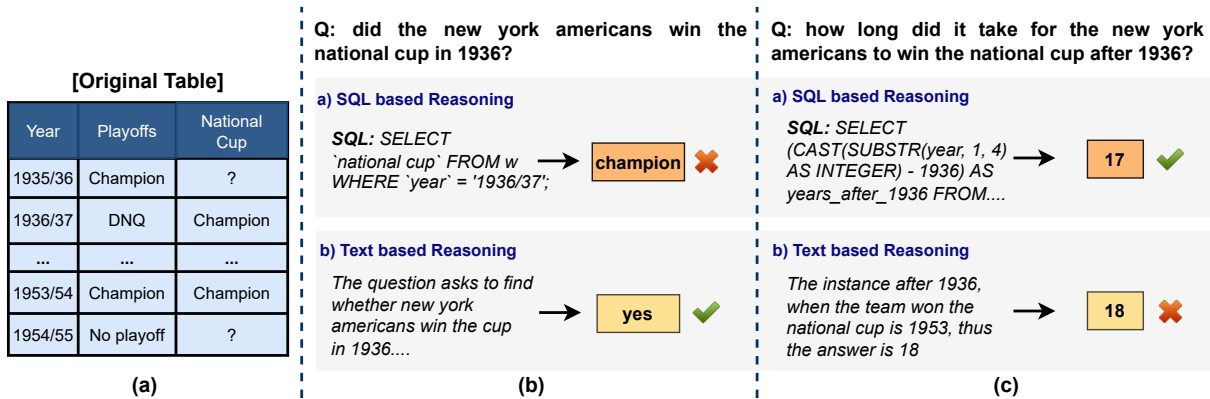 [Original Table]
Year Playoffs National
Cup
1935/36 Champion ?
1936/37 DNQ Champion
... ... ...
1953/54 Champion Champion
1954/55 No playoff ?
(a)
Q: did the new york americans win the
national cup in 1936?
a) SQL based Reasoning
SQL: SELECT
`national cup` FROM w
WHERE `year` = '1936/37';
champion
b) Text based Reasoning
The question asks to find
whether new york
americans win the cup
in 1936....
yes
(b)
Q: how long did it take for the new york
americans to win the national cup after 1936?
a) SQL based Reasoning
SQL: SELECT
(CAST(SUBSTR(year, 1, 4)
AS INTEGER) - 1936) AS
years_after_1936 FROM....
17
b) Text based Reasoning
The instance after 1936,
when the team won the
national cup is 1953, thus
the answer is 18
18
(c)